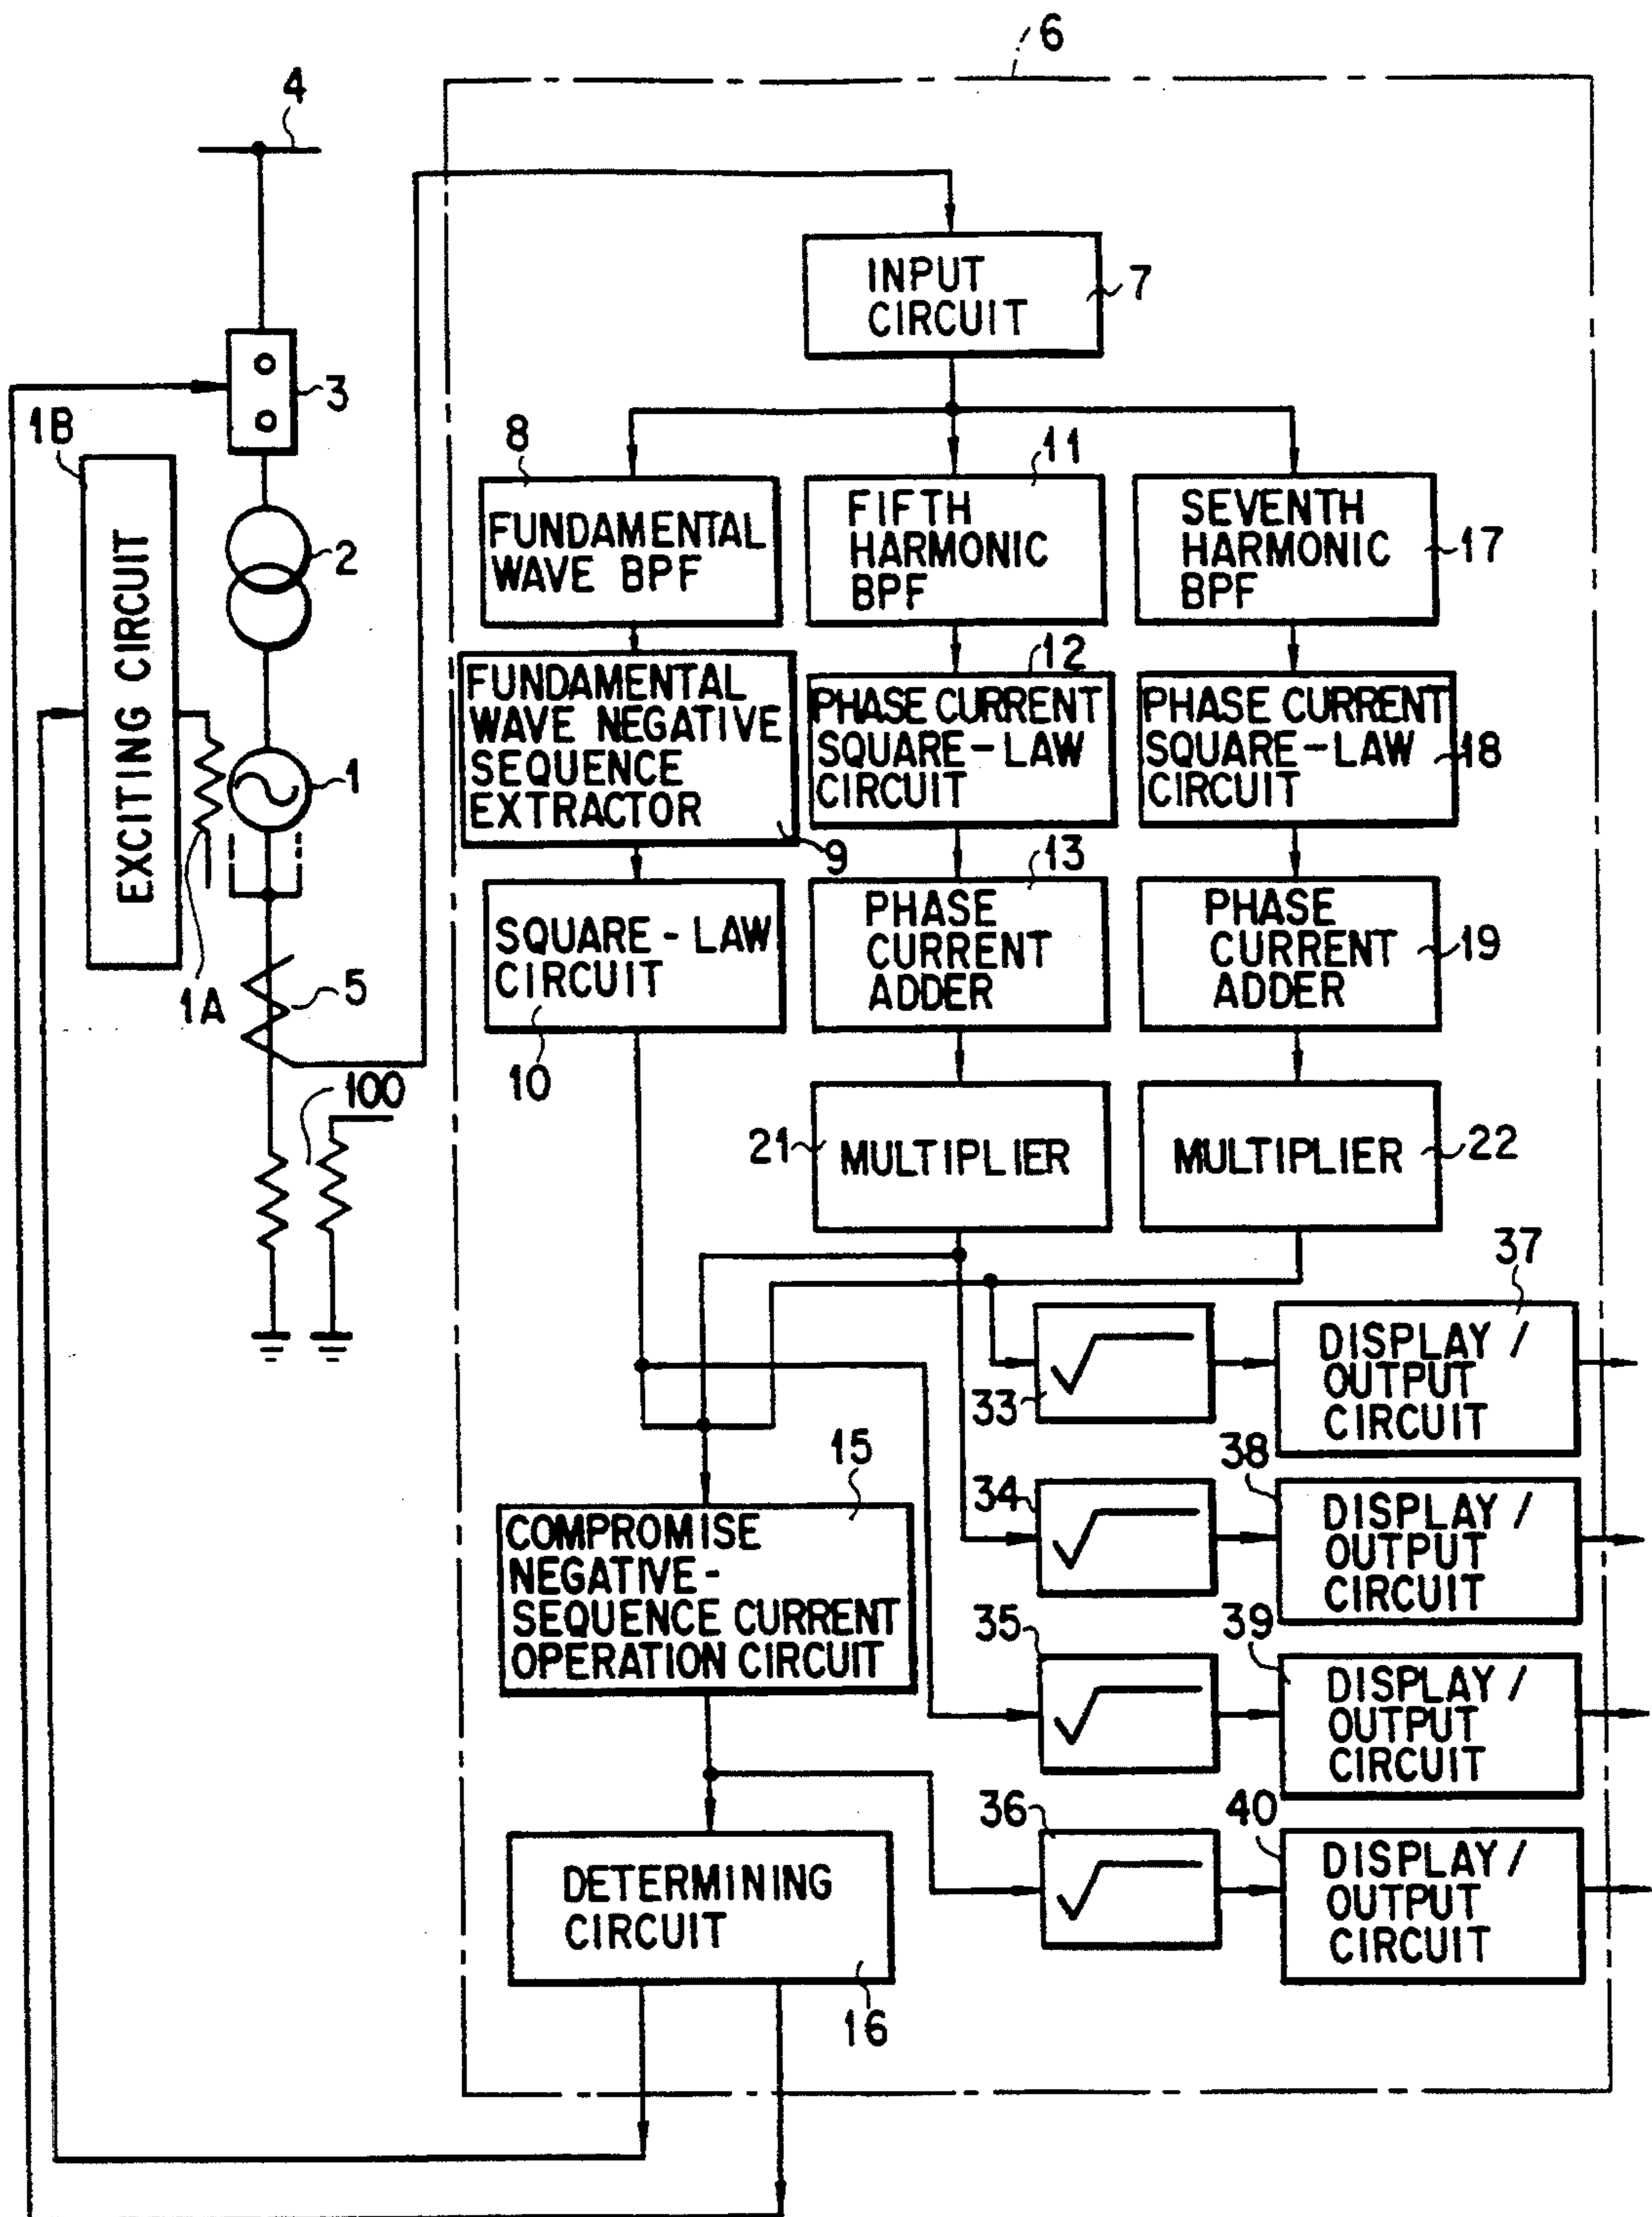 6
4
INPUT
CIRCUIT
7
3
1B
EXCITING CIRCUIT
2
1
1A
5
100
8
FUNDAMENTAL
WAVE BPF
11
FIFTH
HARMONIC
BPF
SEVENTH
HARMONIC
BPF
17
FUNDAMENTAL
WAVE NEGATIVE
SEQUENCE
EXTRACTOR
9
12
PHASE CURRENT
SQUARE-LAW
CIRCUIT
PHASE CURRENT
SQUARE-LAW
CIRCUIT
18
SQUARE-LAW
CIRCUIT
10
13
PHASE
CURRENT
ADDER
PHASE
CURRENT
ADDER
19
21
MULTIPLIER
MULTIPLIER
22
33
√
37
DISPLAY/
OUTPUT
CIRCUIT
34
√
38
DISPLAY/
OUTPUT
CIRCUIT
15
COMPROMISE
NEGATIVE-
SEQUENCE CURRENT
OPERATION CIRCUIT
35
√
39
DISPLAY/
OUTPUT
CIRCUIT
36
√
40
DISPLAY/
OUTPUT
CIRCUIT
DETERMINING
CIRCUIT
16